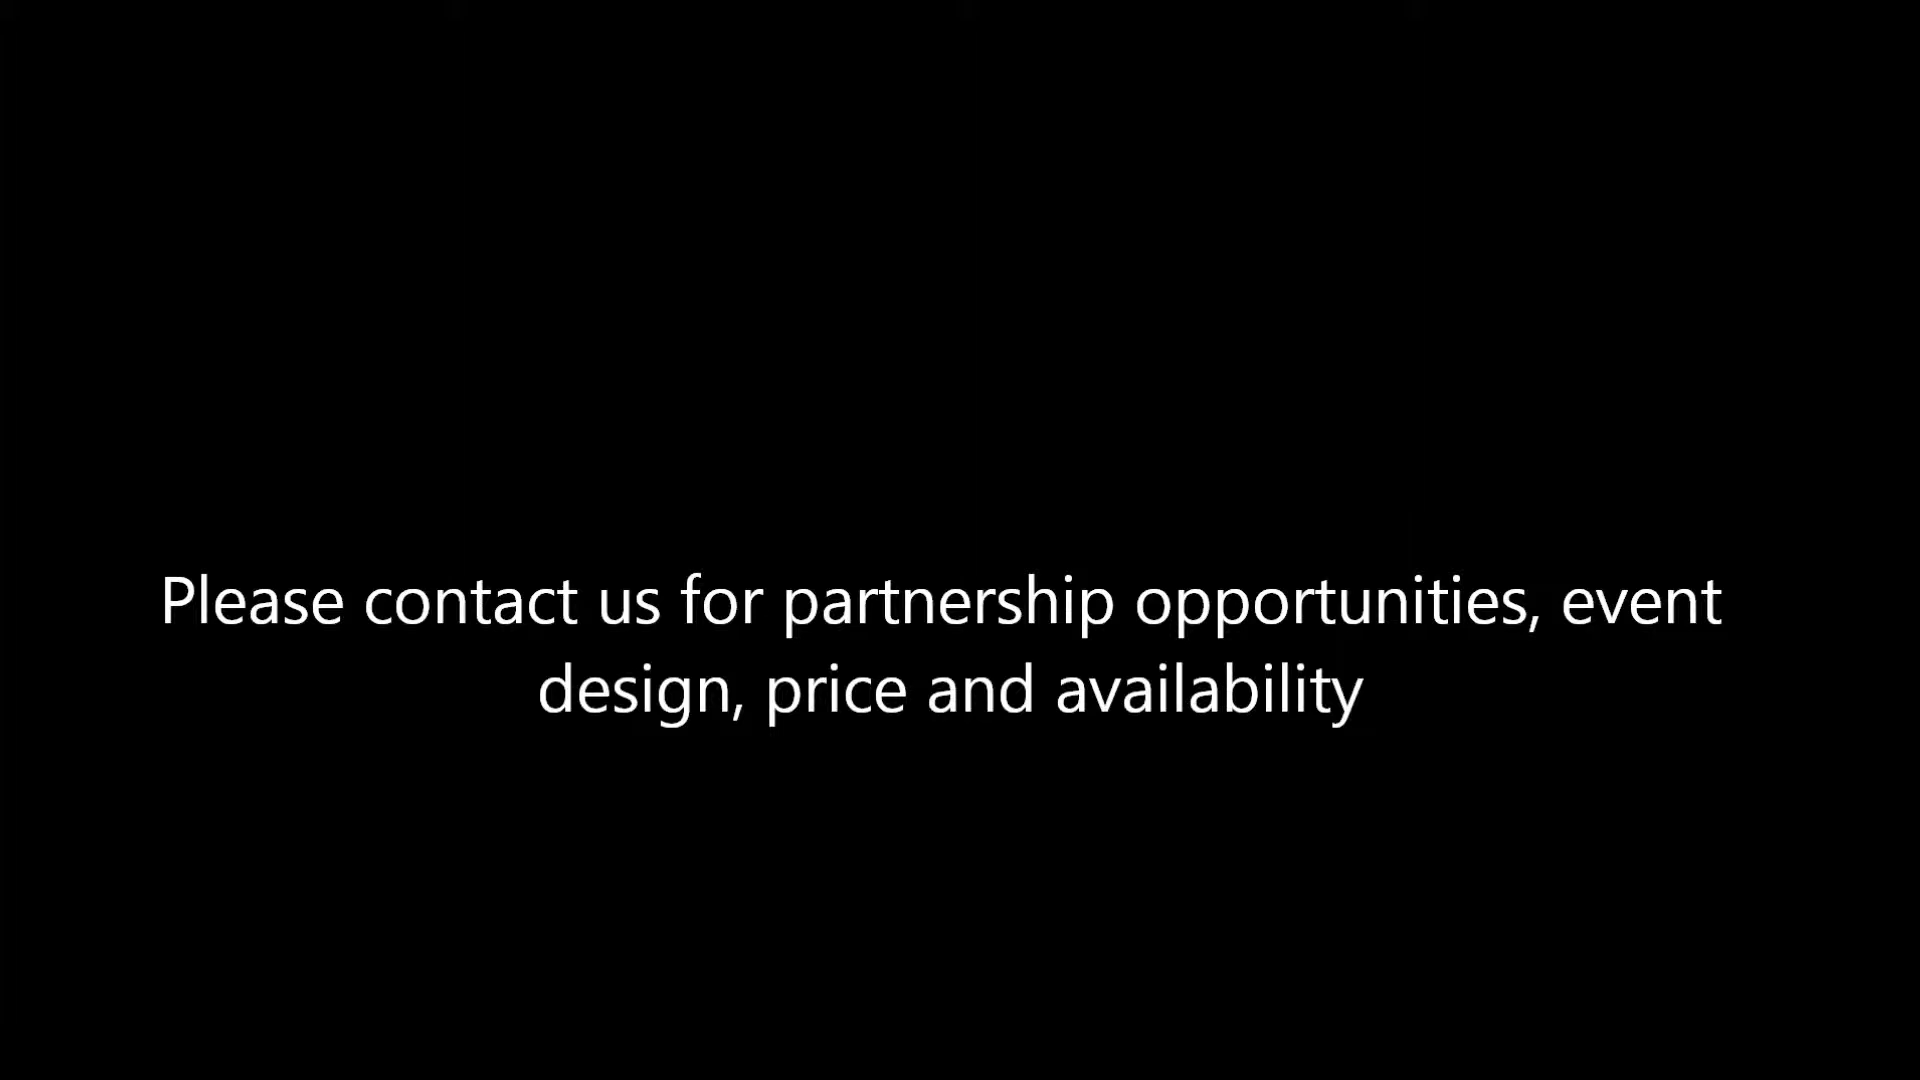 Please contact us for partnership opportunities, event
design, price and availability